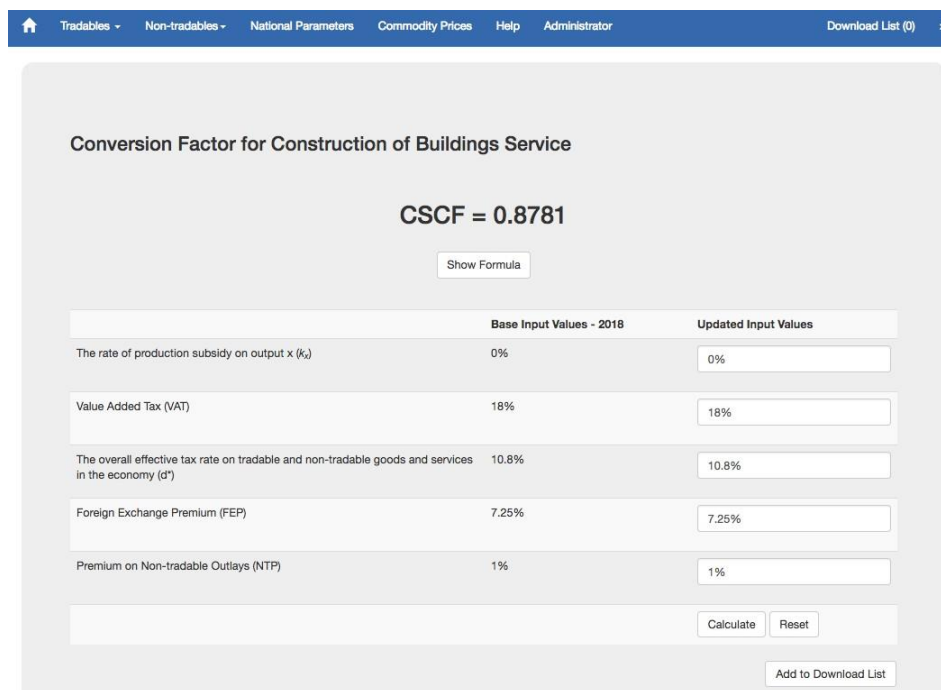 Tradables Non-tradables National Parameters Commodity Prices Help Administrator Download List (0)
Conversion Factor for Construction of Buildings Service
CSCF = 0.8781
Show Formula
Base Input Values - 2018 Updated Input Values
The rate of production subsidy on output x (kx) 0% 0%
Value Added Tax (VAT) 18% 18%
The overall effective tax rate on tradable and non-tradable goods and services 10.8% 10.8%
in the economy (d*)
Foreign Exchange Premium (FEP) 7.25% 7.25%
Premium on Non-tradable Outlays (NTP) 1% 1%
Calculate Reset
Add to Download List